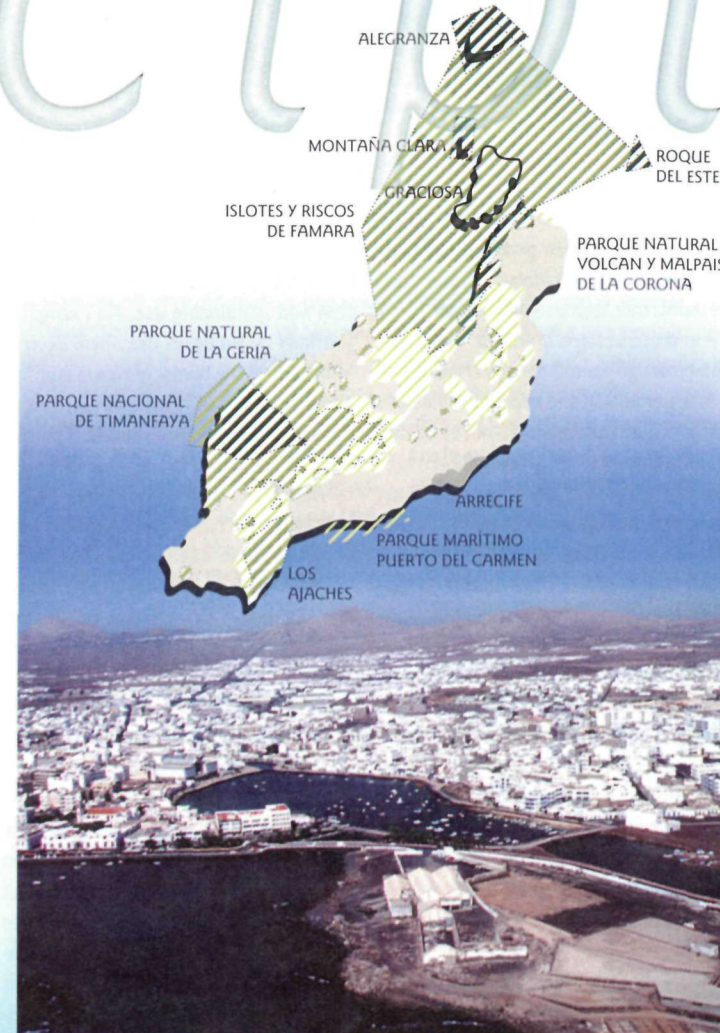 cipi
ALEGRANZA
MONTAÑA CLARA
GRACIOSA
ROQUE
DEL ESTE
ISLOTES Y RISCOS
DE FAMARA
PARQUE NATURAL
VOLCAN Y MALPAIS
DE LA CORONA
PARQUE NATURAL
DE LA GERIA
PARQUE NACIONAL
DE TIMANFAYA
ARRECIFE
PARQUE MARÍTIMO
PUERTO DEL CARMEN
LOS
AJACHES